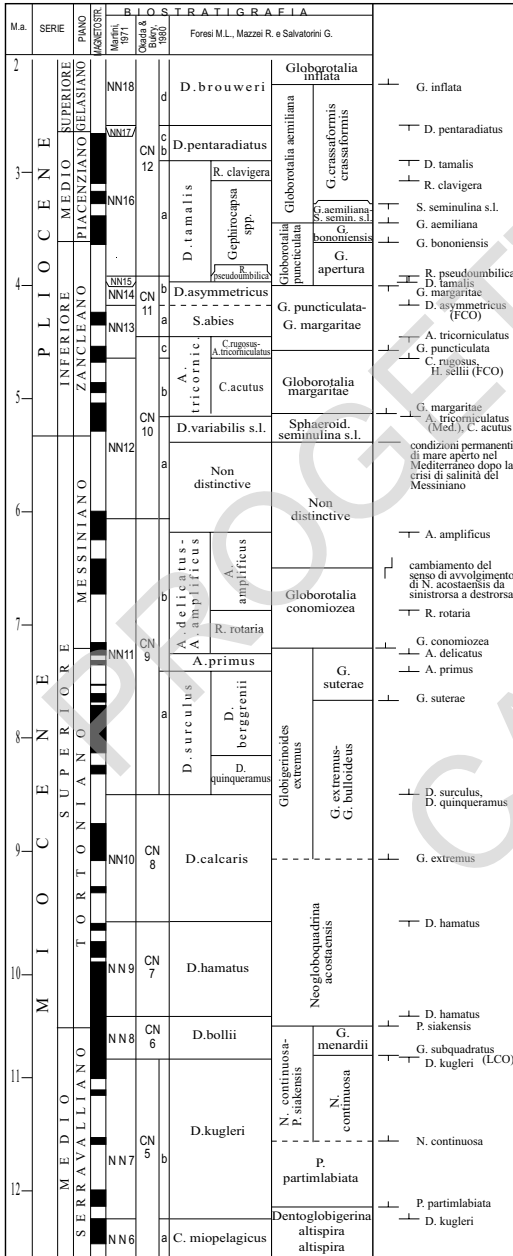 M.a.
SERIE
PIANO
MAGNETOSTR.
BIOSTRATIGRAFIA
Martini, 1971
Okada & Bukry, 1980
Foresi M.L., Mazzei R. e Salvatorini G.
2
3
4
5
6
7
8
9
10
11
12
PLIOCENE
MIOCENE
SUPERIORE
MEDIO
INFERIORE
SUPERIORE
MEDIO
GELASIANO
PIACENZIANO
ZANCLEANO
MESSINIANO
TORTONIANO
SERRAVALLIANO
NN18
NN17
NN16
NN15
NN14
NN13
NN12
NN11
NN10
NN9
NN8
NN7
NN6
CN
12
d
c
b
a
CN
11
b
a
CN
10
c
b
a
CN
9
b
a
CN
8
CN
7
CN
6
CN
5
b
a
D.brouweri
D.pentaradiatus
D.tamalis
R. clavigera
Gephirocapsa
spp.
R.
pseudoumbilica
D.asymmetricus
S.abies
A.
tricornic.
C.rugosus-
A.tricorniculatus
C.acutus
D.variabilis s.l.
Non
distinctive
A.delicatus-
A.amplificus
A.
amplificus
R. rotaria
A.primus
D.surculus
D.
berggrenii
D.
quinqueramus
D.calcaris
D.hamatus
D.bollii
D.kugleri
C. miopelagicus
Globorotalia
inflata
Globorotalia aemiliana
G.crassaformis
crassaformis
G.aemiliana-
S. semin. s.l.
Globorotalia
puncticulata
G.
bononiensis
G.
apertura
G. puncticulata-
G. margaritae
Globorotalia
margaritae
Sphaeroid.
seminulina s.l.
Non
distinctive
Globorotalia
conomiozea
Globigerinoides
extremus
G.
suterae
G. extremus-
G. bulloideus
Neogloboquadrina
acostaensis
N. continuosa-
P. siakensis
G.
menardii
N.
continuosa
P.
partimlabiata
Dentoglobigerina
altispira
altispira
G. inflata
D. pentaradiatus
D. tamalis
R. clavigera
S. seminulina s.l.
G. aemiliana
G. bononiensis
R. pseudoumbilica
D. tamalis
G. margaritae
D. asymmetricus
(FCO)
A. tricorniculatus
G. puncticulata
C. rugosus,
H. sellii (FCO)
G. margaritae
A. tricorniculatus
(Med.), C. acutus
condizioni permanenti
di mare aperto nel
Mediterraneo dopo la
crisi di salinità del
Messiniano
A. amplificus
cambiamento del
senso di avvolgimento
di N. acostaensis da
sinistrorsa a destrorsa
R. rotaria
G. conomiozea
A. delicatus
A. primus
G. suterae
D. surculus,
D. quinqueramus
G. extremus
D. hamatus
D. hamatus
P. siakensis
G. subquadratus
D. kugleri (LCO)
N. continuosa
P. partimlabiata
D. kugleri
PROGETTO
CA